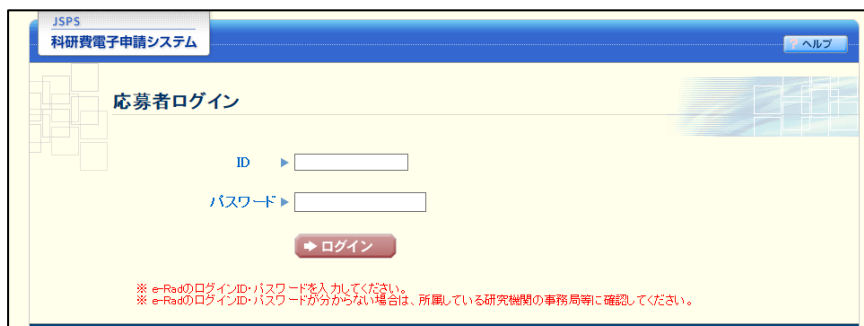 JSPS
科研費電子申請システム
? ヘルプ
応募者ログイン
ID
パスワード
ログイン
※ e-RadのログインID・パスワードを入力してください。
※ e-RadのログインID・パスワードが分からない場合は、所属している研究機関の事務局等に確認してください。